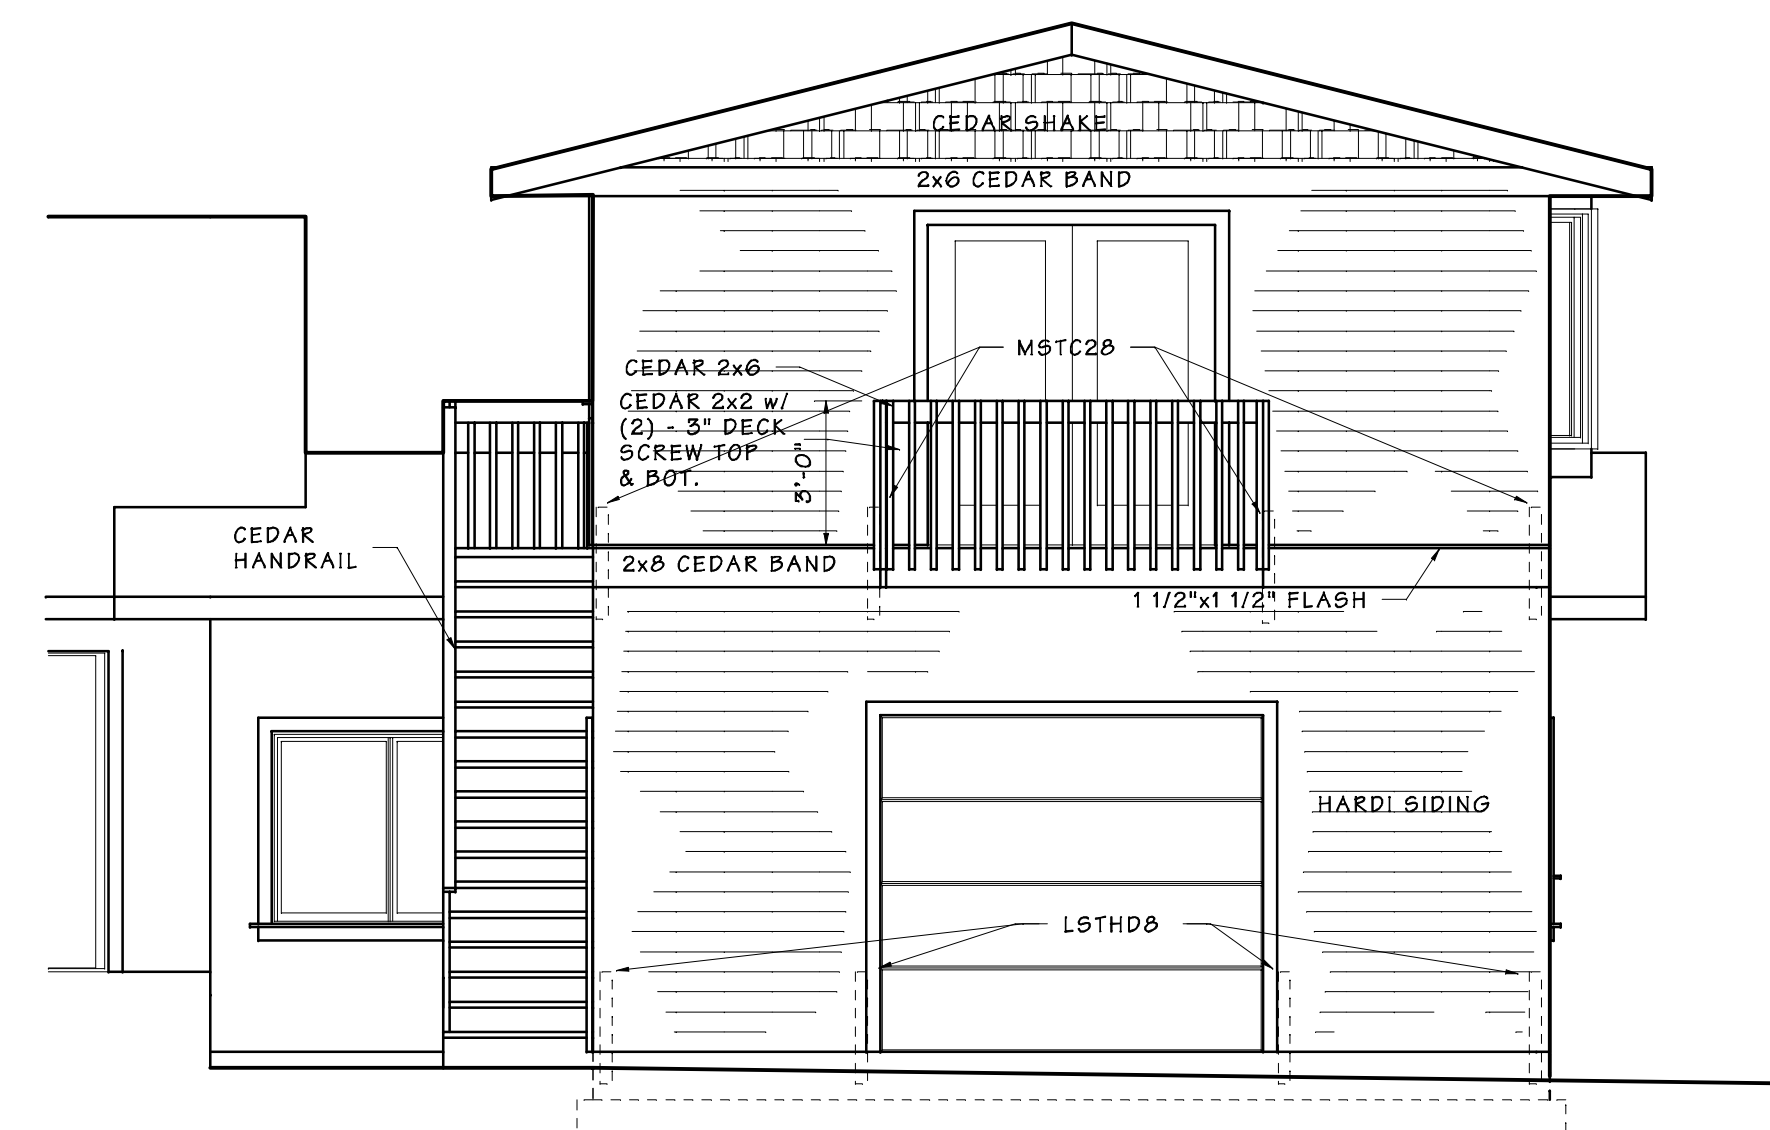 CEDAR SHAKE
2x6 CEDAR BAND
MSTC28
CEDAR 2x6
CEDAR 2x2 w/
(2) - 3" DECK
SCREW TOP
& BOT.
3'-0"
CEDAR
HANDRAIL
2x8 CEDAR BAND
1 1/2"x1 1/2" FLASH
HARDI SIDING
LSTHD8